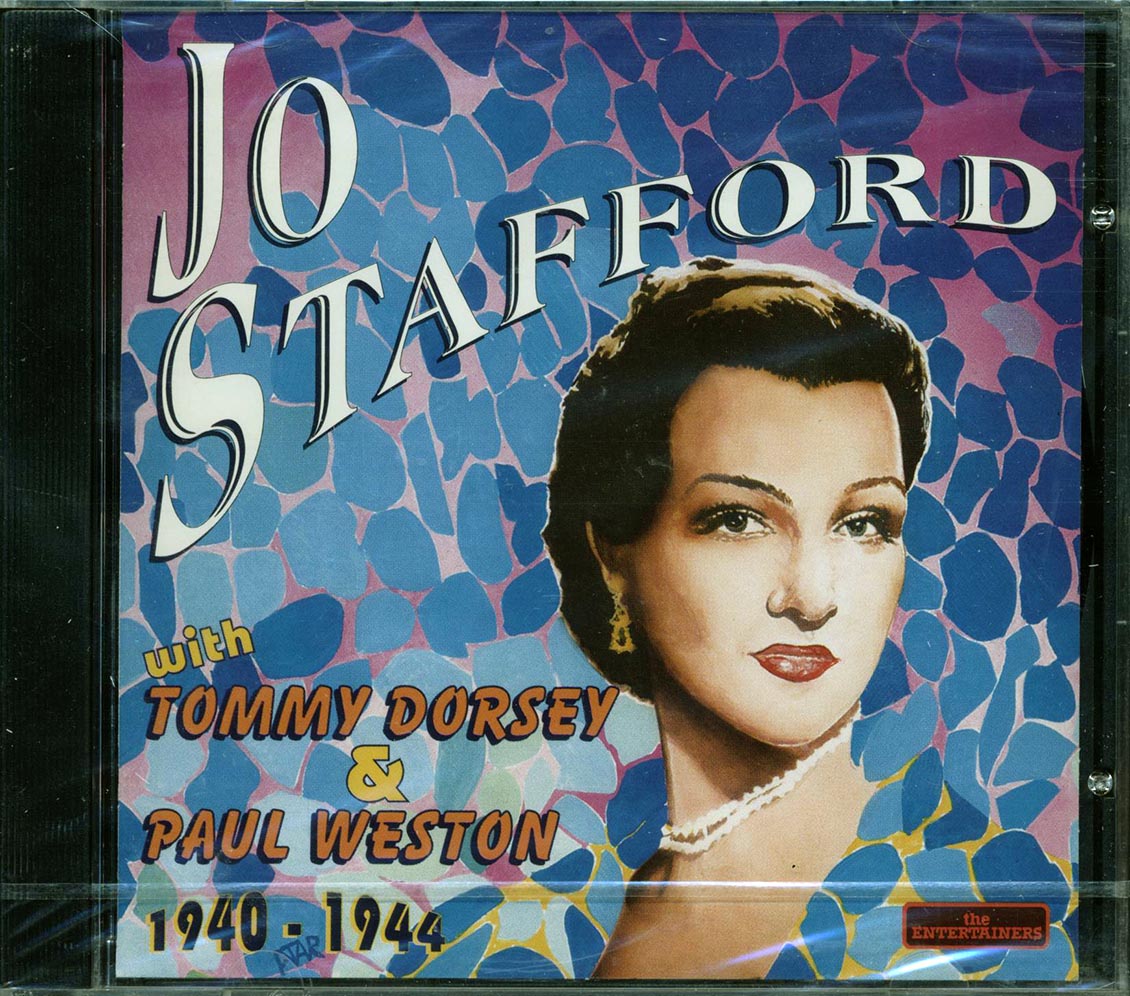 JO
STAFFORD
with
TOMMY DORSEY
&
PAUL WESTON
1940 - 1944
the
ENTERTAINERS